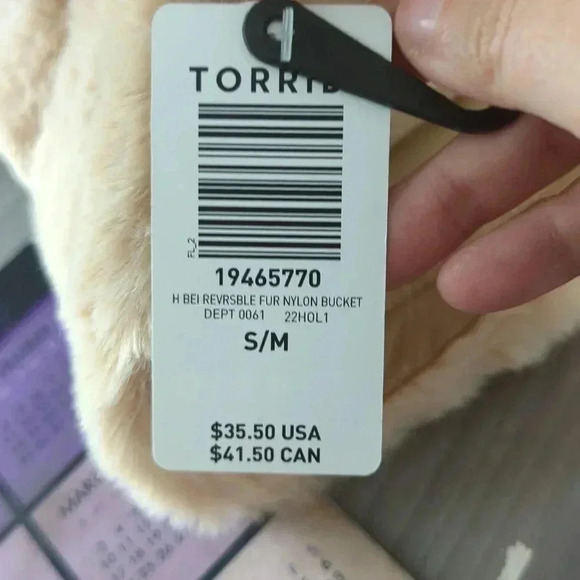 TORRID
FL_2
19465770
H BEI REVRSBLE FUR NYLON BUCKET
DEPT 0061 22HOL1
S/M
$35.50 USA
$41.50 CAN